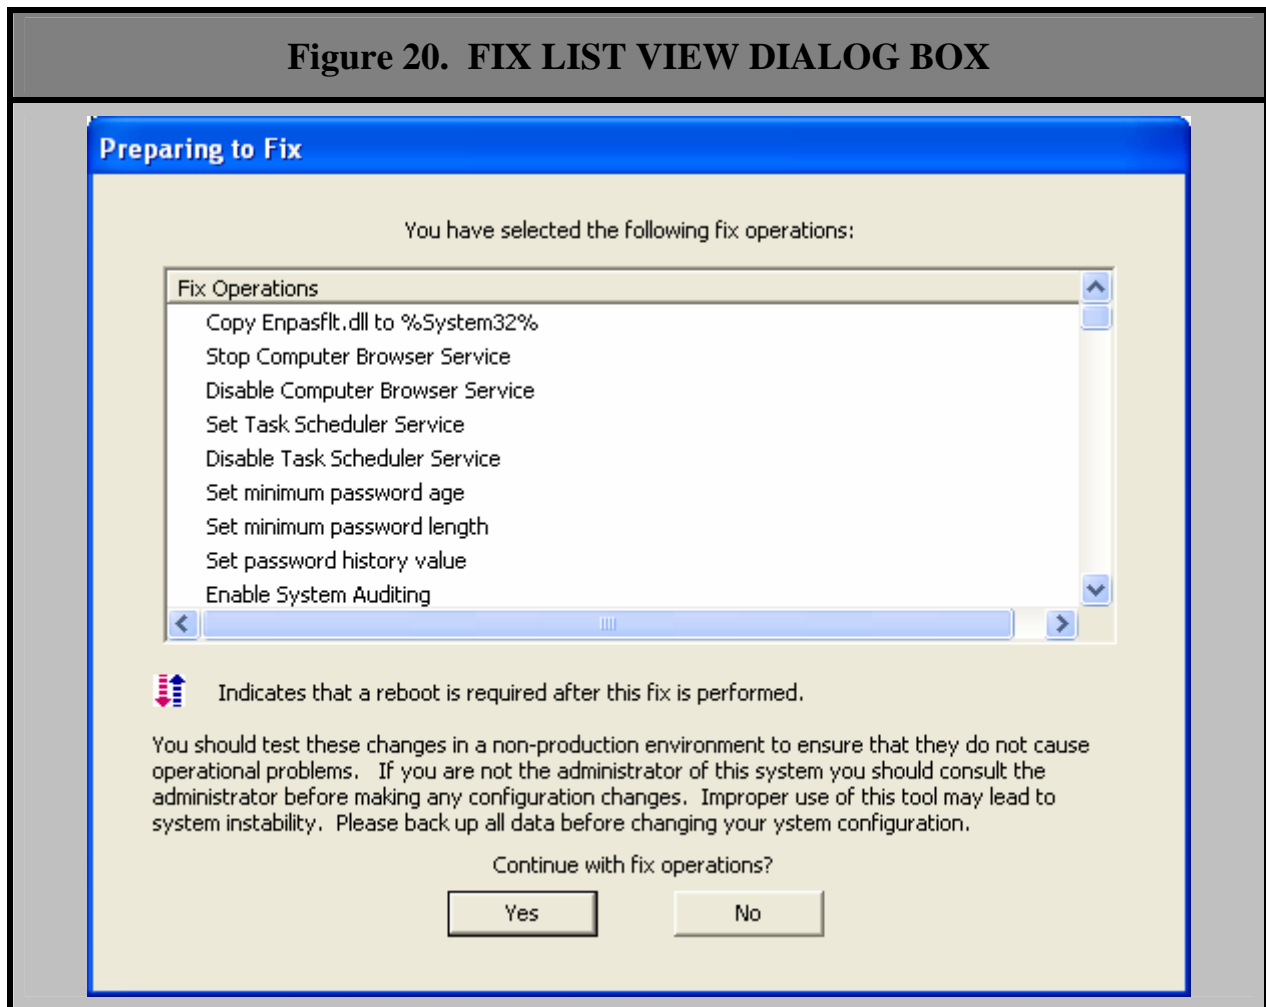 Figure 20. FIX LIST VIEW DIALOG BOX
Preparing to Fix
You have selected the following fix operations:
Fix Operations
Copy Enpasflt.dll to %System32%
Stop Computer Browser Service
Disable Computer Browser Service
Set Task Scheduler Service
Disable Task Scheduler Service
Set minimum password age
Set minimum password length
Set password history value
Enable System Auditing
Indicates that a reboot is required after this fix is performed.
You should test these changes in a non-production environment to ensure that they do not cause
operational problems.  If you are not the administrator of this system you should consult the
administrator before making any configuration changes.  Improper use of this tool may lead to
system instability.  Please back up all data before changing your ystem configuration.
Continue with fix operations?
Yes No